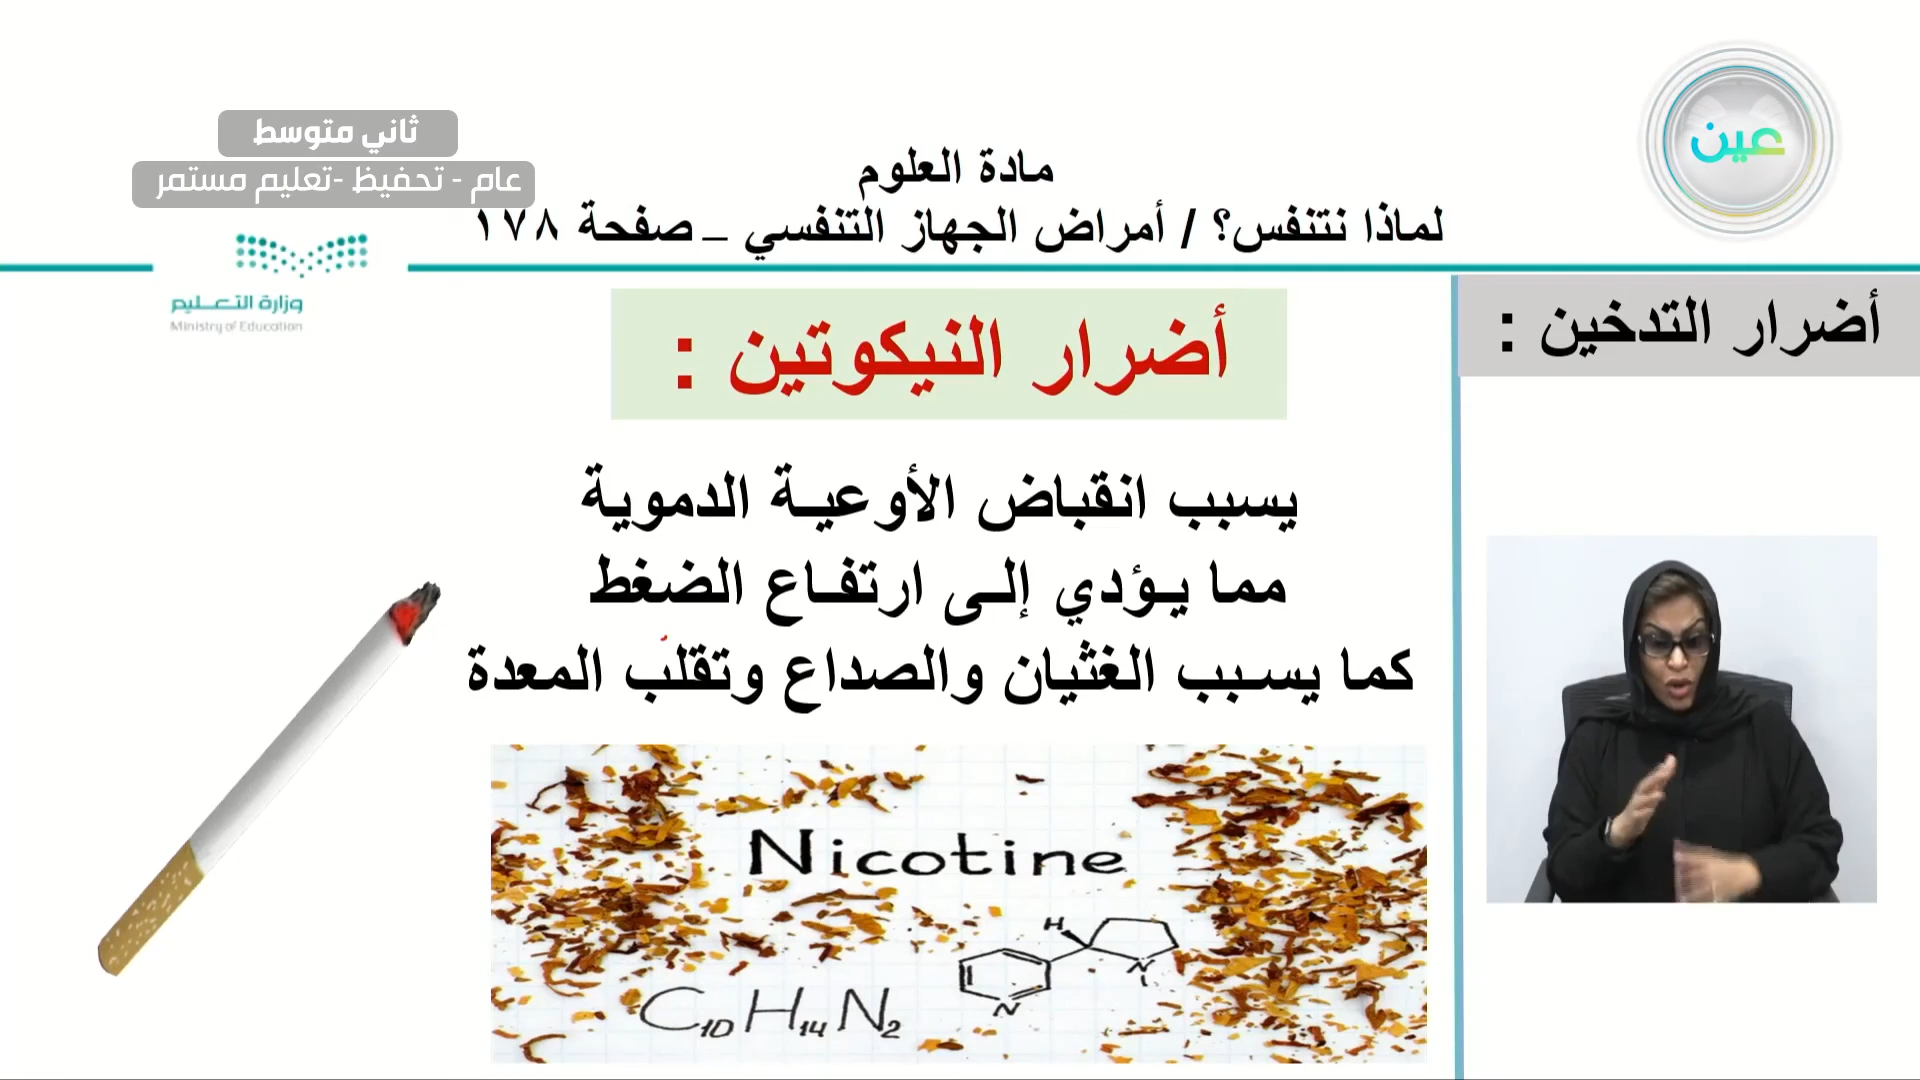 عين
ثاني متوسط
عام - تحفيظ -تعليم مستمر
مادة العلوم
لماذا نتنفس؟ / أمراض الجهاز التنفسي – صفحة ١٧٨
وزارة التعليم
Ministry of Education
أضرار التدخين :
أضرار النيكوتين :
يسبب انقباض الأوعية الدموية
مما يؤدي إلى ارتفاع الضغط
كما يسبب الغثيان والصداع وتقلُّب المعدة
Nicotine
H
N
N
C10H14N2